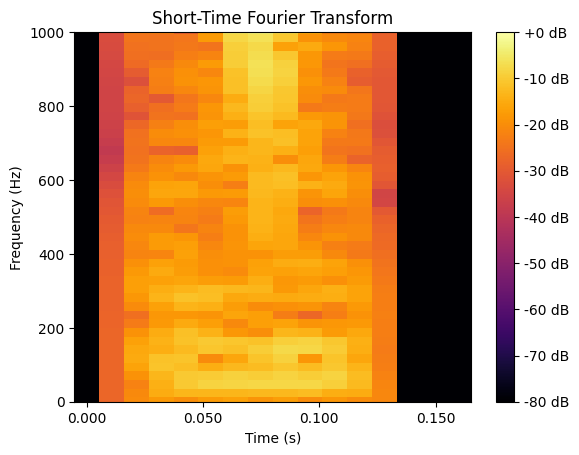 Short-Time Fourier Transform
Frequency (Hz)
1000
800
600
400
200
0
0.000
0.050
0.100
0.150
Time (s)
+0 dB
-10 dB
-20 dB
-30 dB
-40 dB
-50 dB
-60 dB
-70 dB
-80 dB